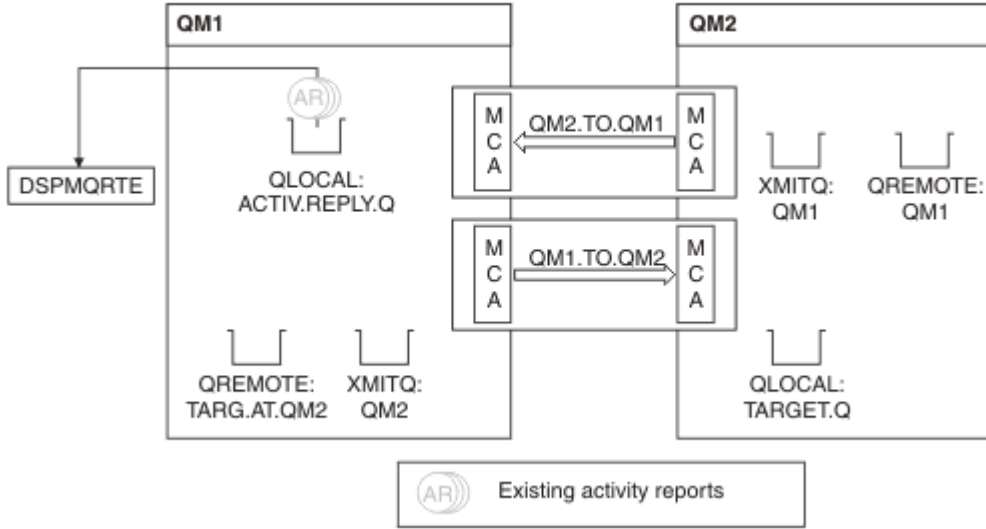 QM1
QM2
AR
M
C
A
QM2.TO.QM1
M
C
A
DSPMQRTE
QLOCAL:
ACTIV.REPLY.Q
XMITQ:
QM1
QREMOTE:
QM1
M
C
A
QM1.TO.QM2
M
C
A
QREMOTE:
TARG.AT.QM2
XMITQ:
QM2
QLOCAL:
TARGET.Q
AR
Existing activity reports